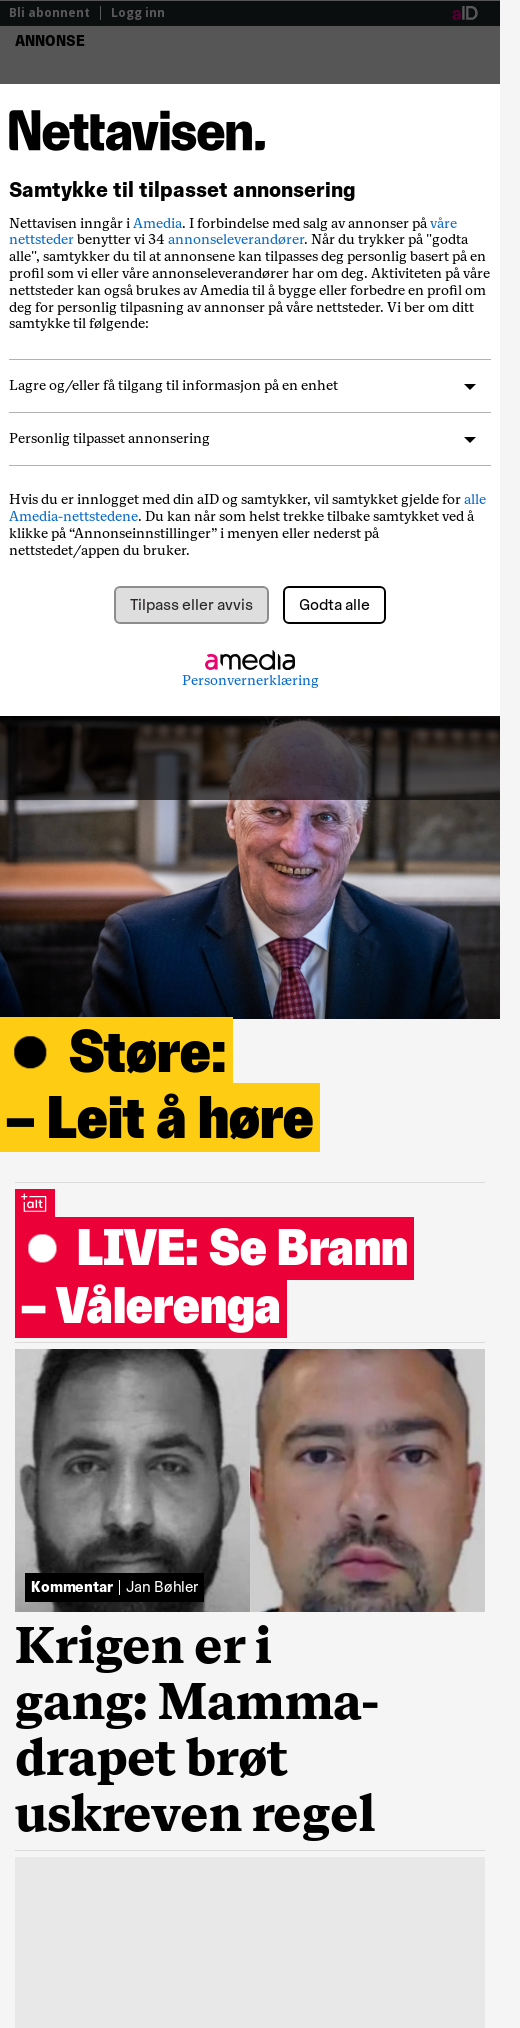 Bli abonnent | Logg inn
aID
ANNONSE
Nettavisen.
Samtykke til tilpasset annonsering
Nettavisen inngår i Amedia. I forbindelse med salg av annonser på våre
nettsteder benytter vi 34 annonseleverandører. Når du trykker på "godta
alle", samtykker du til at annonsene kan tilpasses deg personlig basert på en
profil som vi eller våre annonseleverandører har om deg. Aktiviteten på våre
nettsteder kan også brukes av Amedia til å bygge eller forbedre en profil om
deg for personlig tilpasning av annonser på våre nettsteder. Vi ber om ditt
samtykke til følgende:
Lagre og/eller få tilgang til informasjon på en enhet
Personlig tilpasset annonsering
Hvis du er innlogget med din aID og samtykker, vil samtykket gjelde for alle
Amedia-nettstedene. Du kan når som helst trekke tilbake samtykket ved å
klikke på “Annonseinnstillinger” i menyen eller nederst på
nettstedet/appen du bruker.
Tilpass eller avvis
Godta alle
amedia
Personvernerklæring
Støre:
– Leit å høre
+alt
LIVE: Se Brann
– Vålerenga
Kommentar | Jan Bøhler
Krigen er i
gang: Mamma-
drapet brøt
uskreven regel